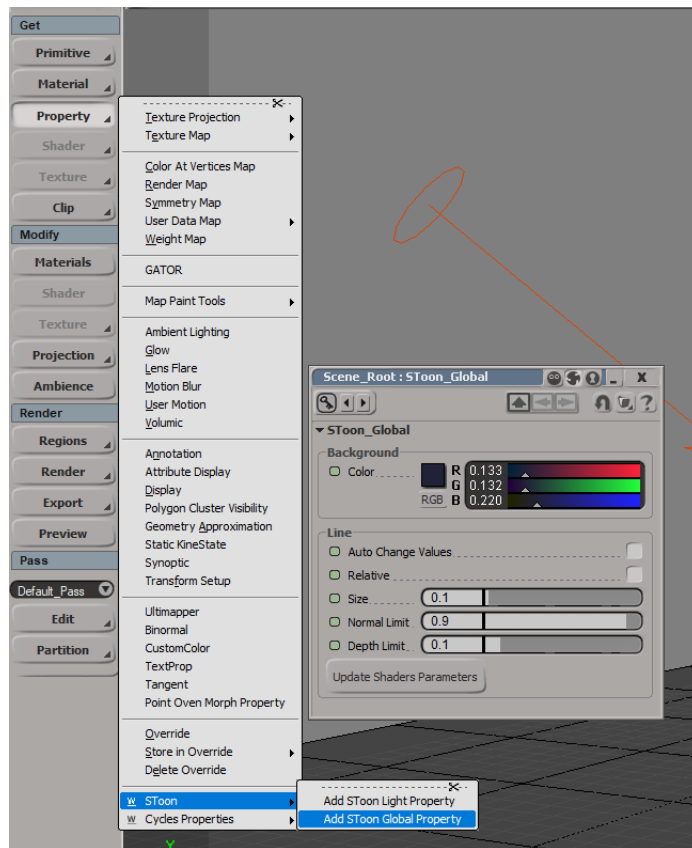 Get
Primitive
Material
Property
Shader
Texture
Clip
Modify
Materials
Shader
Texture
Projection
Ambience
Render
Regions
Render
Export
Preview
Pass
Default_Pass
Edit
Partition
Texture Projection
Texture Map
Color At Vertices Map
Render Map
Symmetry Map
User Data Map
Weight Map
GATOR
Map Paint Tools
Ambient Lighting
Glow
Lens Flare
Motion Blur
User Motion
Volumic
Annotation
Attribute Display
Display
Polygon Cluster Visibility
Geometry Approximation
Static KineState
Synoptic
Transform Setup
Ultimapper
Binormal
CustomColor
TextProp
Tangent
Point Oven Morph Property
Override
Store in Override
Delete Override
W SToon
W Cycles Properties
Add SToon Light Property
Add SToon Global Property
Scene_Root : SToon_Global
SToon_Global
Background
Color
R 0.133
G 0.132
RGB B 0.220
Line
Auto Change Values
Relative
Size 0.1
Normal Limit 0.9
Depth Limit 0.1
Update Shaders Parameters
Y